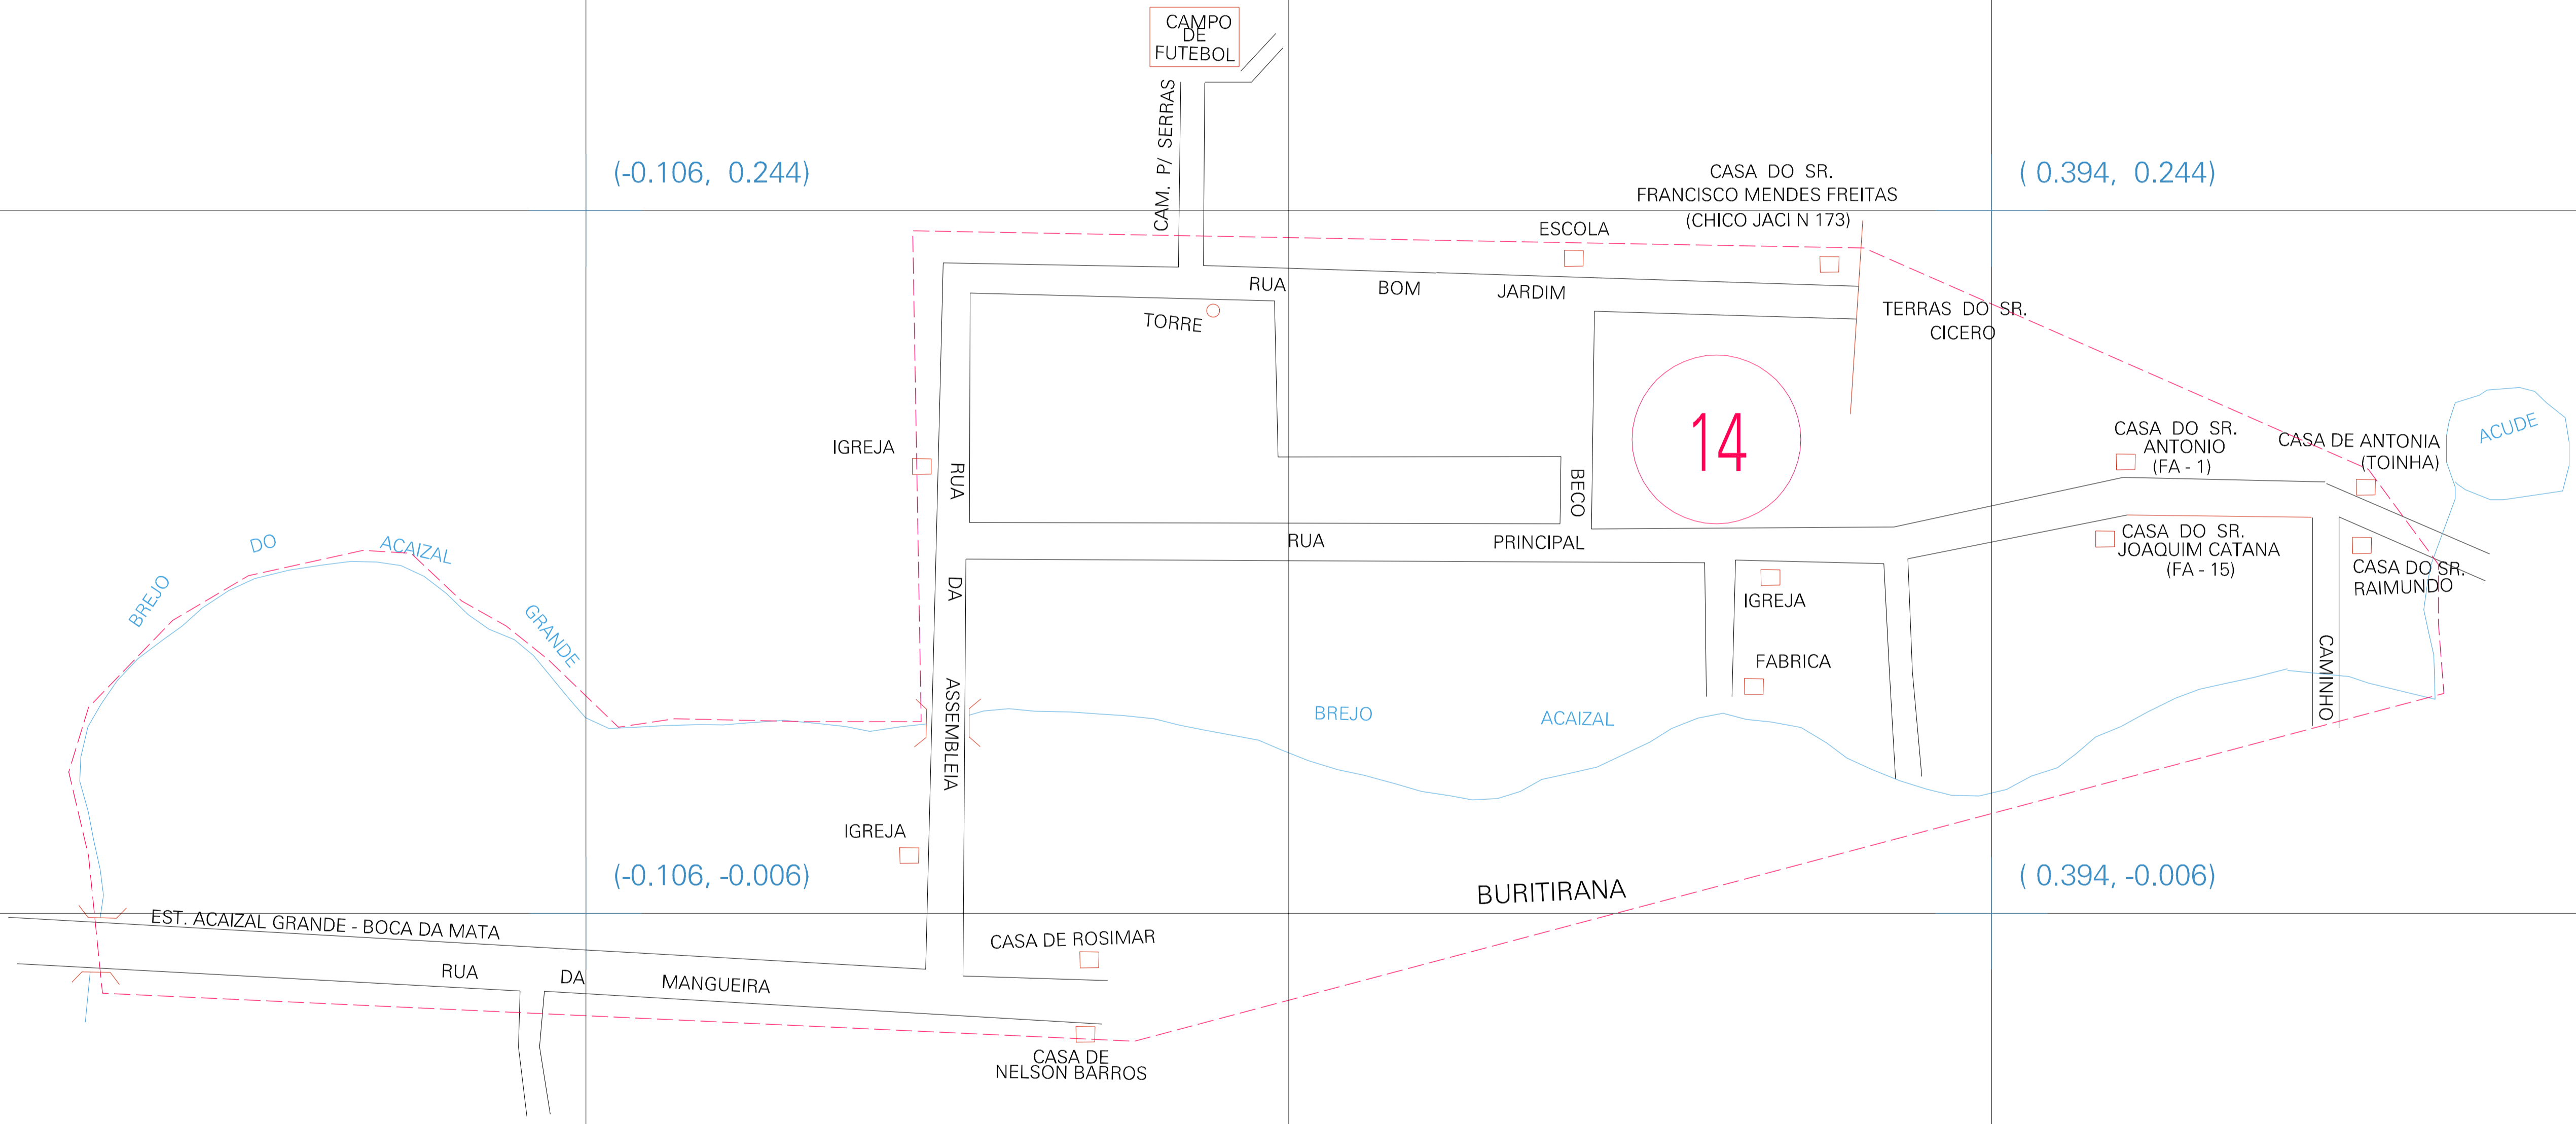 CAMPO
DE
FUTEBOL
CAM. P/ SERRAS
(-0.106, 0.244)
( 0.394, 0.244)
CASA DO SR.
FRANCISCO MENDES FREITAS
(CHICO JACI N 173)
ESCOLA
RUA BOM JARDIM
TORRE
TERRAS DO SR.
CICERO
14
IGREJA
RUA DA ASSEMBLEIA
BECO
CASA DO SR.
ANTONIO
(FA - 1)
CASA DE ANTONIA
(TOINHA)
ACUDE
RUA PRINCIPAL
CASA DO SR.
JOAQUIM CATANA
(FA - 15)
CASA DO SR.
RAIMUNDO
BREJO DO ACAIZAL GRANDE
IGREJA
FABRICA
CAMINHO
BREJO ACAIZAL
IGREJA
(-0.106, -0.006)
( 0.394, -0.006)
BURITIRANA
EST. ACAIZAL GRANDE - BOCA DA MATA
CASA DE ROSIMAR
RUA DA MANGUEIRA
CASA DE
NELSON BARROS